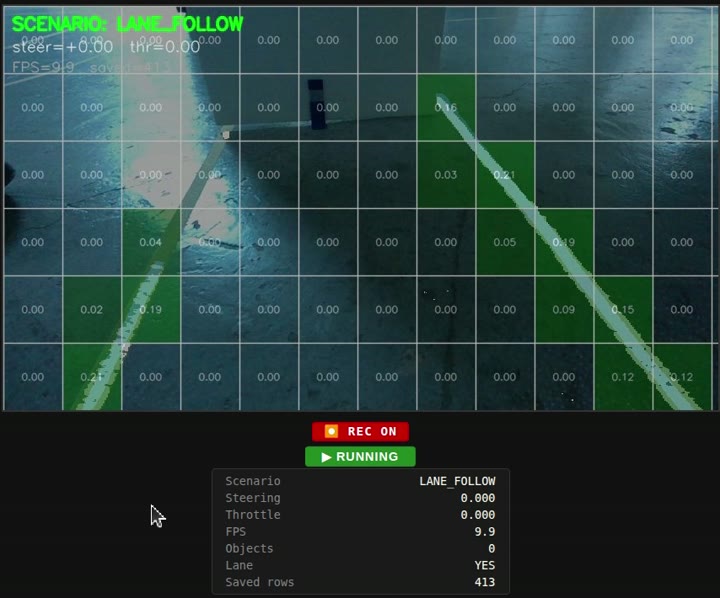 SCENARIO: LANE_FOLLOW
steer=+0.00 thr=0.00
FPS=9.9 saved=413
0.00 0.00 0.00 0.00 0.00 0.00 0.00 0.00 0.00 0.00 0.00 0.00
0.00 0.00 0.00 0.00 0.00 0.00 0.00 0.16 0.00 0.00 0.00 0.00
0.00 0.00 0.00 0.00 0.00 0.00 0.00 0.03 0.21 0.00 0.00 0.00
0.00 0.00 0.04 0.00 0.00 0.00 0.00 0.00 0.05 0.19 0.00 0.00
0.00 0.02 0.19 0.00 0.00 0.00 0.00 0.00 0.00 0.09 0.15 0.00
0.00 0.21 0.00 0.00 0.00 0.00 0.00 0.00 0.00 0.00 0.12 0.12
REC ON
▶ RUNNING
Scenario LANE_FOLLOW
Steering 0.000
Throttle 0.000
FPS 9.9
Objects 0
Lane YES
Saved rows 413